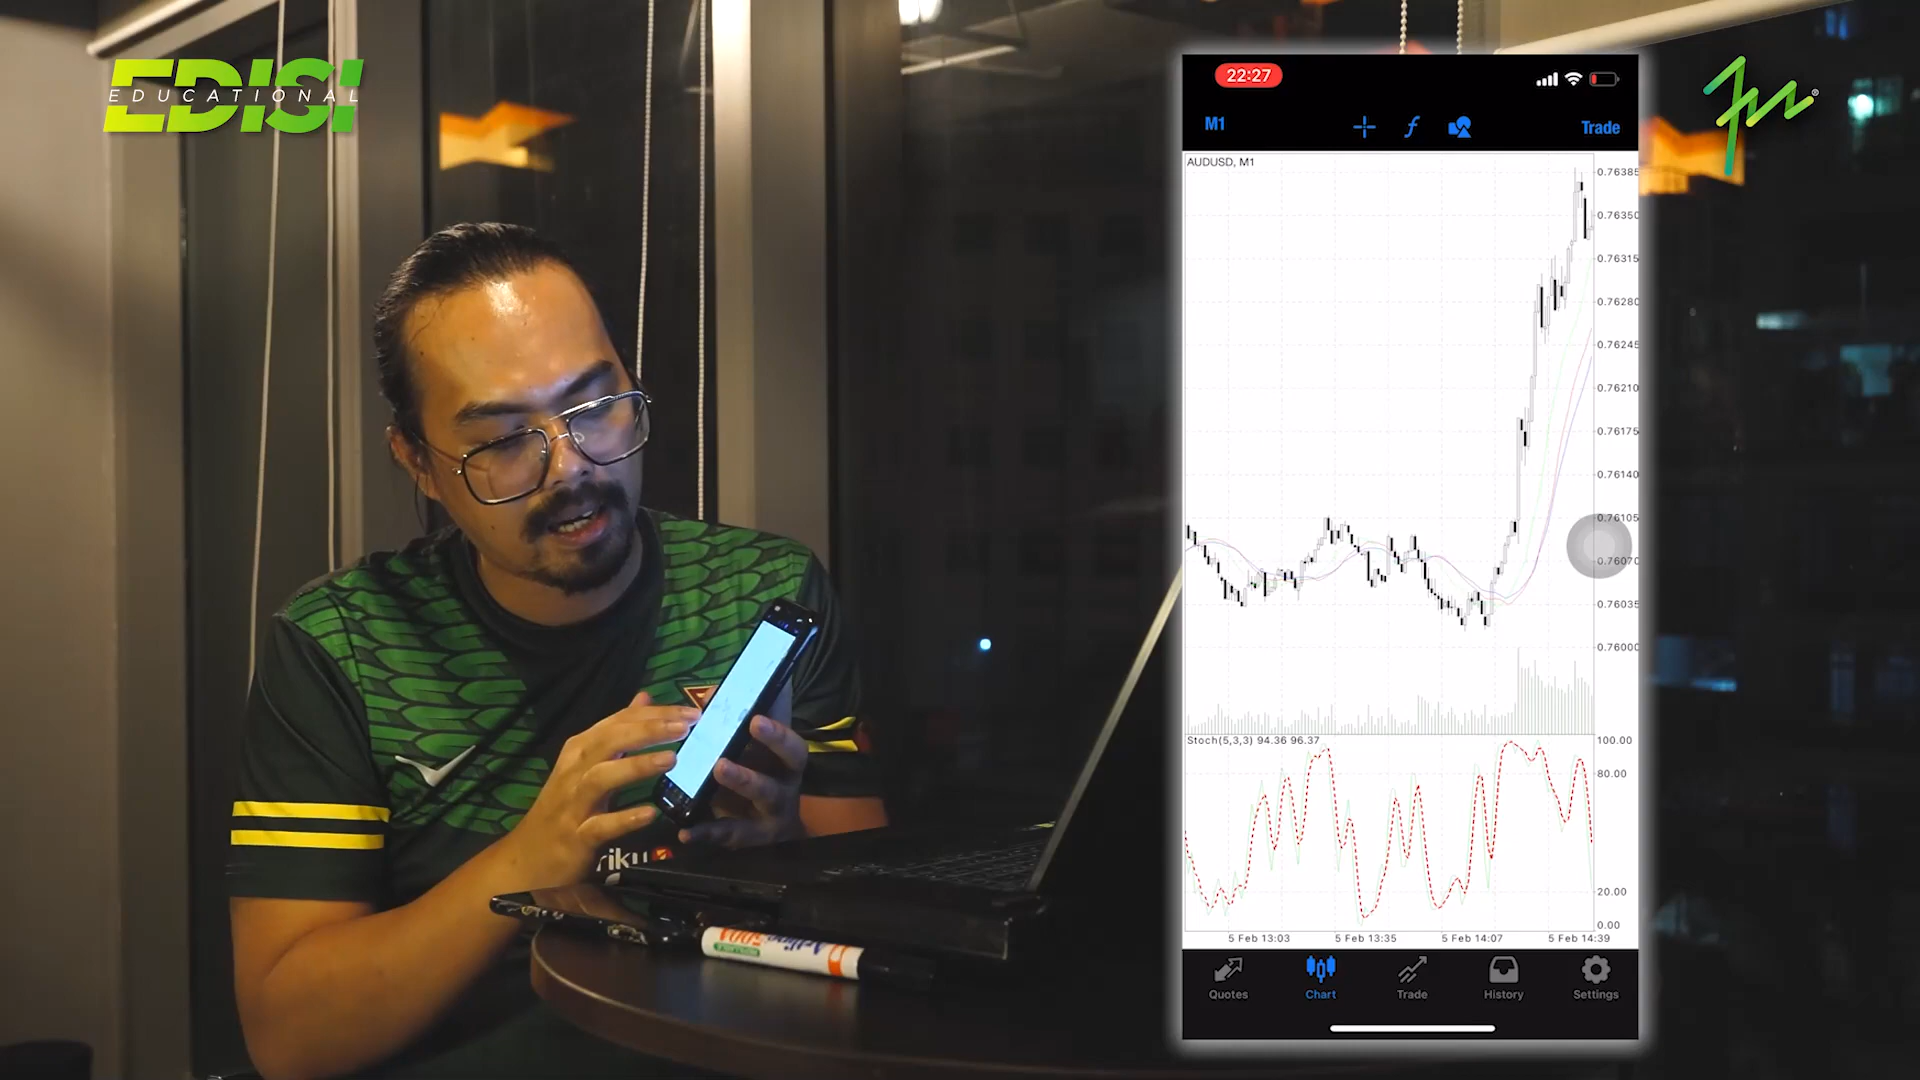 EDISI
EDUCATIONAL
22:27
M1
Trade
AUDUSD, M1
0.76385
0.76350
0.76315
0.76280
0.76245
0.76210
0.76175
0.76140
0.76105
0.76070
0.76035
0.76000
Stoch(5,3,3) 94.36 96.37
100.00
80.00
20.00
0.00
5 Feb 13:03
5 Feb 13:35
5 Feb 14:07
5 Feb 14:39
Quotes
Chart
Trade
History
Settings
riku
Artline 500A